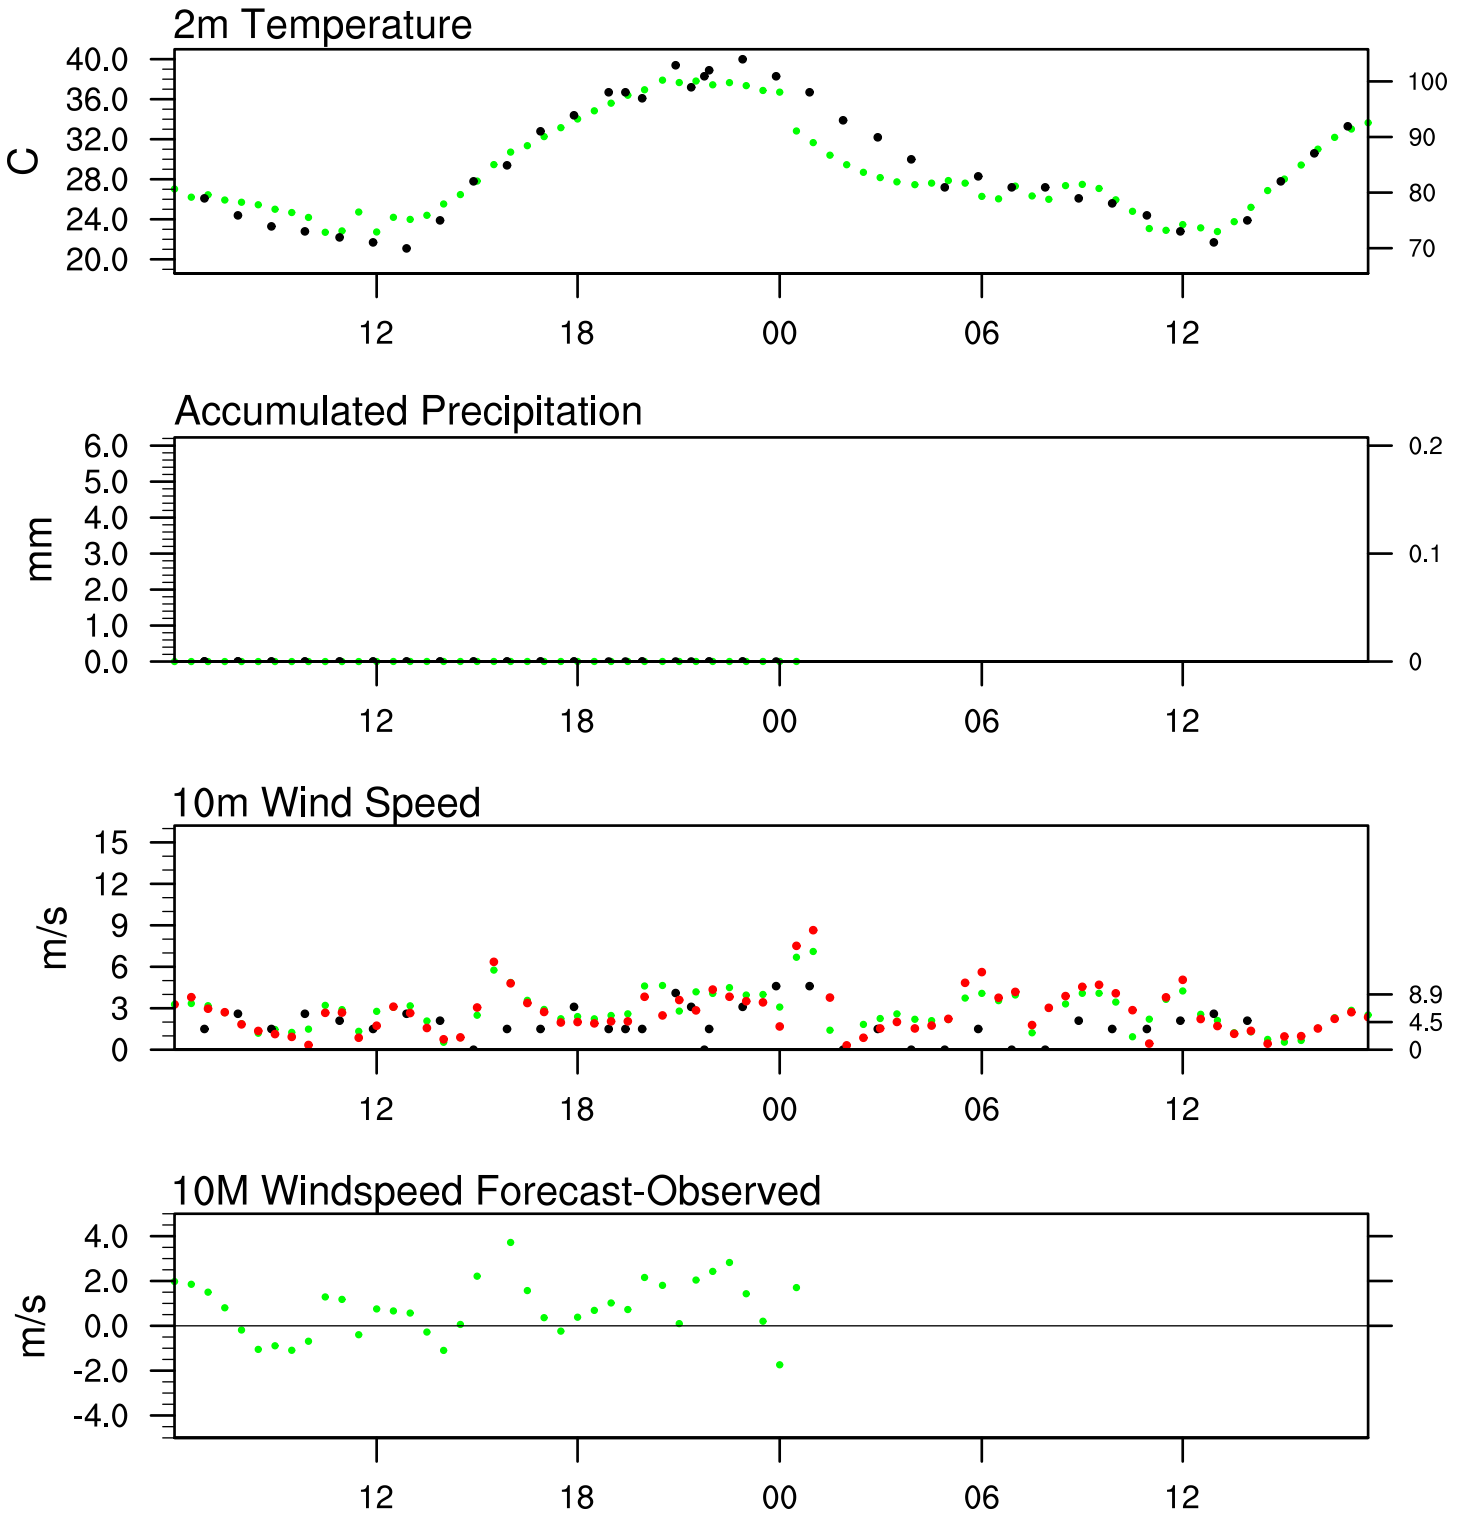 2m Temperature
40.0
36.0
32.0
28.0
24.0
20.0
C
100
90
80
70
12 18 00 06 12
Accumulated Precipitation
6.0
5.0
4.0
3.0
2.0
1.0
0.0
mm
0.2
0.1
0
12 18 00 06 12
10m Wind Speed
15
12
9
6
3
0
m/s
8.9
4.5
0
12 18 00 06 12
10M Windspeed Forecast-Observed
4.0
2.0
0.0
-2.0
-4.0
m/s
12 18 00 06 12